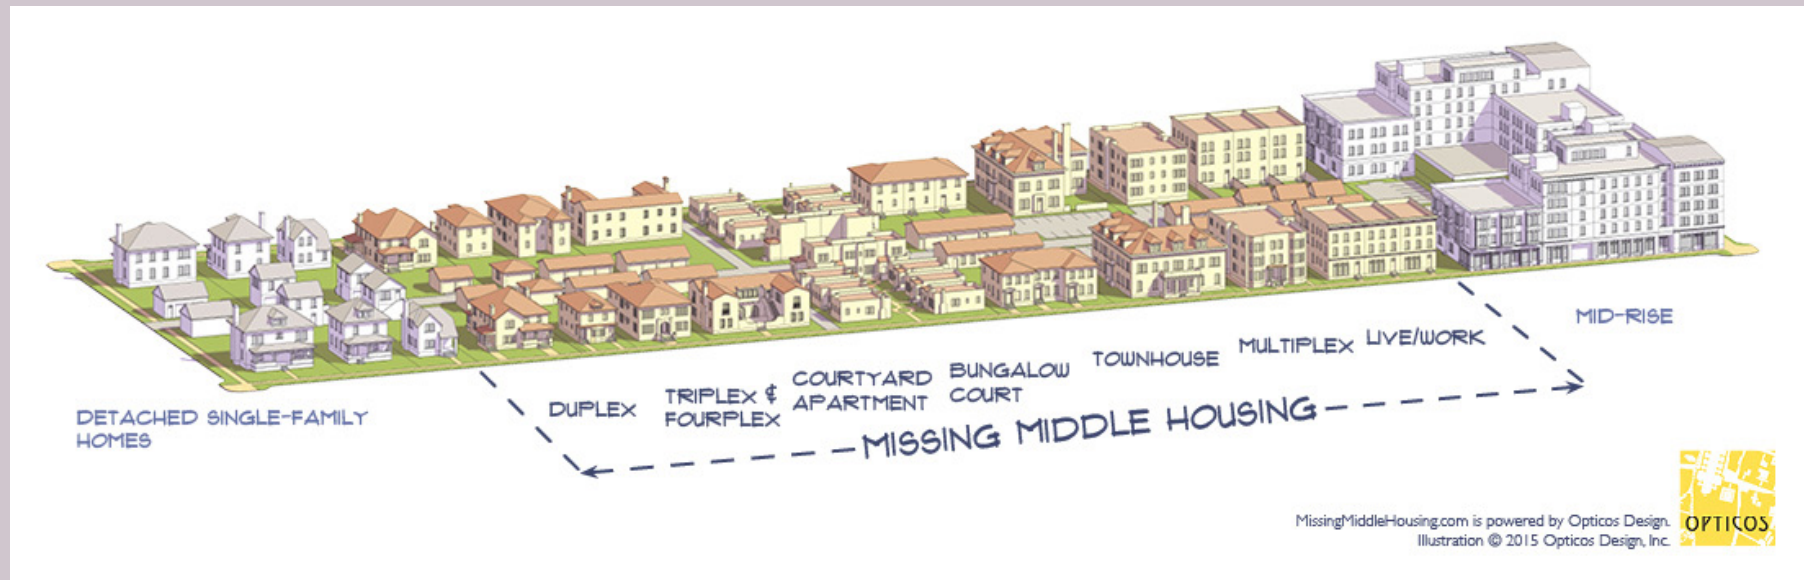 DETACHED SINGLE-FAMILY
HOMES
DUPLEX
TRIPLEX &
FOURPLEX
COURTYARD
APARTMENT
BUNGALOW
COURT
TOWNHOUSE
MULTIPLEX
LIVE/WORK
MID-RISE
MISSING MIDDLE HOUSING
MissingMiddleHousing.com is powered by Opticos Design.
Illustration © 2015 Opticos Design, Inc.
OPTICOS